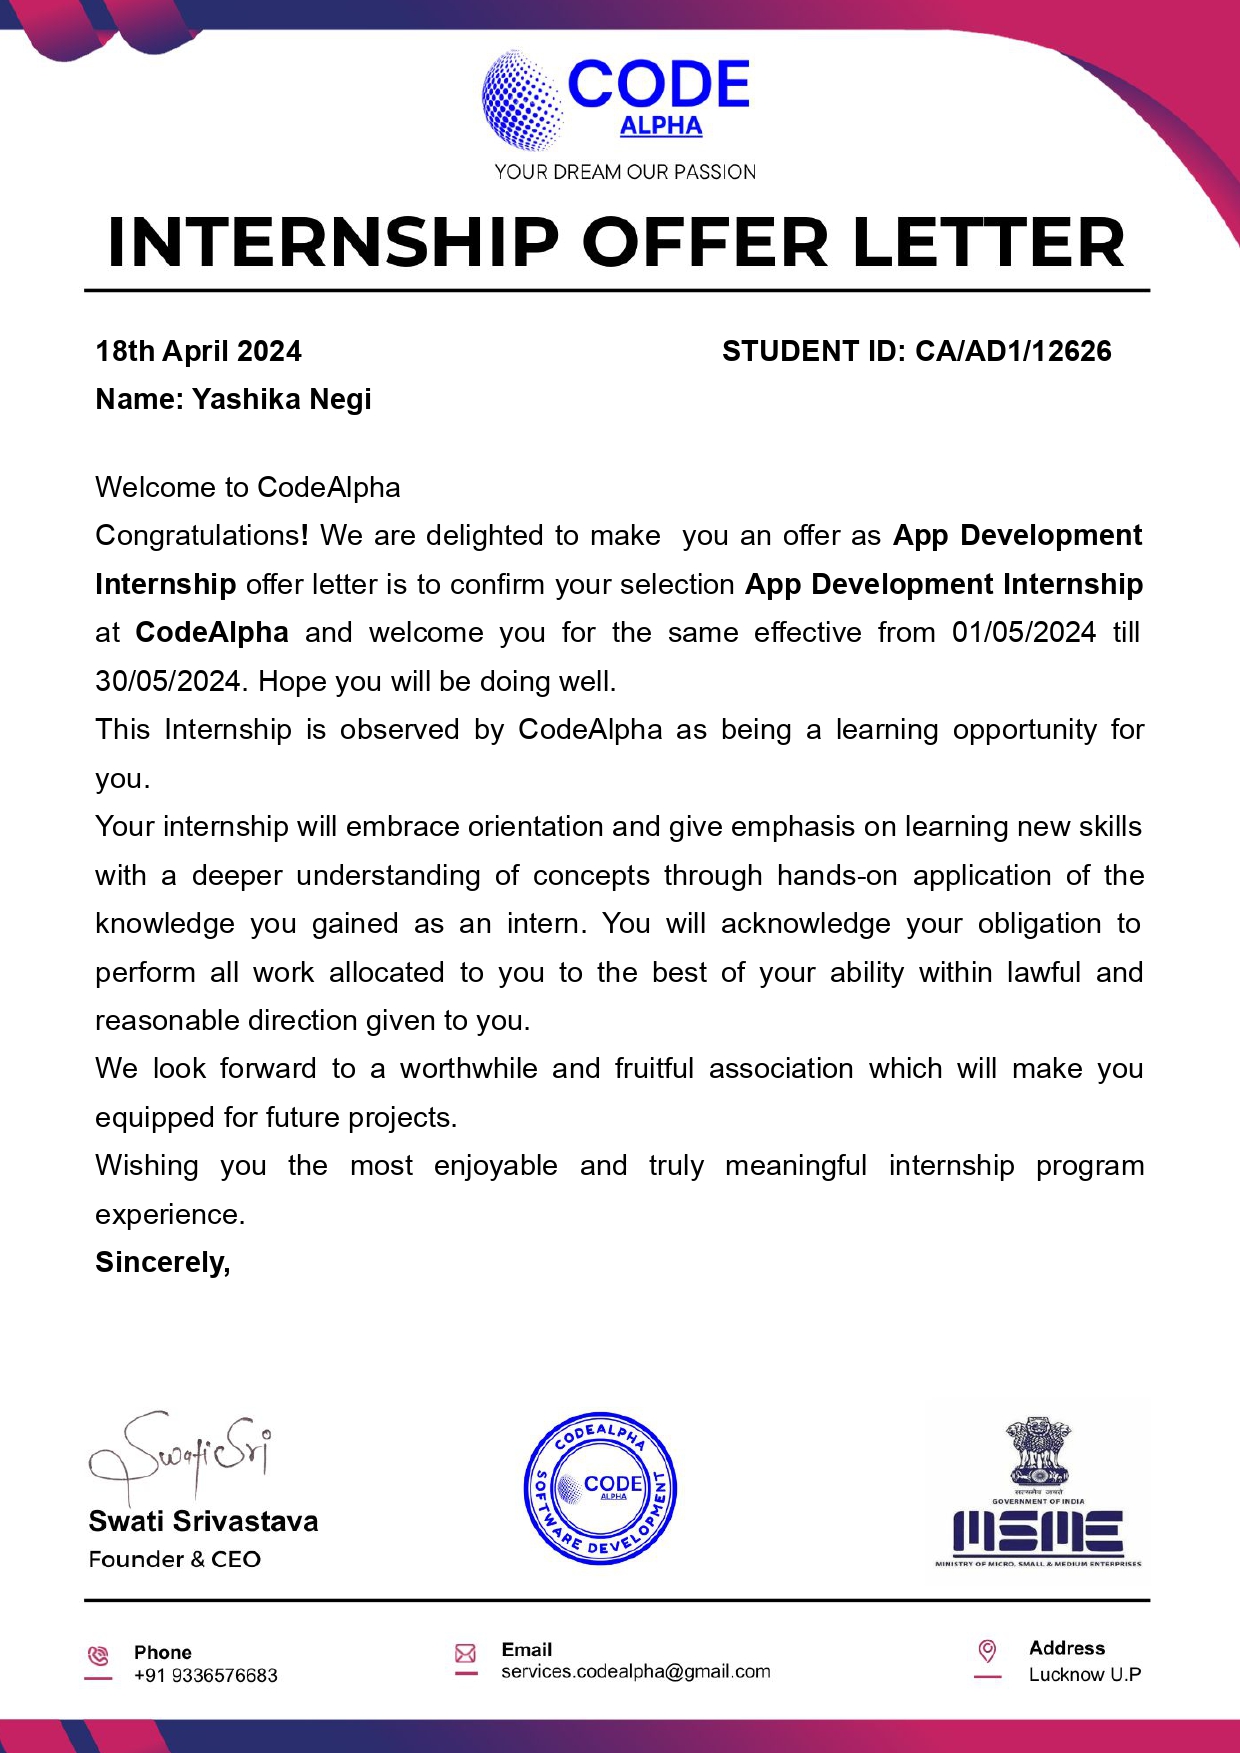 CODE
ALPHA
YOUR DREAM OUR PASSION
INTERNSHIP OFFER LETTER
18th April 2024 STUDENT ID: CA/AD1/12626
Name: Yashika Negi
Welcome to CodeAlpha
Congratulations! We are delighted to make you an offer as App Development
Internship offer letter is to confirm your selection App Development Internship
at CodeAlpha and welcome you for the same effective from 01/05/2024 till
30/05/2024. Hope you will be doing well.
This Internship is observed by CodeAlpha as being a learning opportunity for
you.
Your internship will embrace orientation and give emphasis on learning new skills
with a deeper understanding of concepts through hands-on application of the
knowledge you gained as an intern. You will acknowledge your obligation to
perform all work allocated to you to the best of your ability within lawful and
reasonable direction given to you.
We look forward to a worthwhile and fruitful association which will make you
equipped for future projects.
Wishing you the most enjoyable and truly meaningful internship program
experience.
Sincerely,
Swati Sri
Swati Srivastava
Founder & CEO
CODEALPHA
SOFTWARE DEVELOPMENT
CODE
ALPHA
सत्यमेव जयते
GOVERNMENT OF INDIA
MSME
MINISTRY OF MICRO, SMALL & MEDIUM ENTERPRISES
Phone
+91 9336576683
Email
services.codealpha@gmail.com
Address
Lucknow U.P